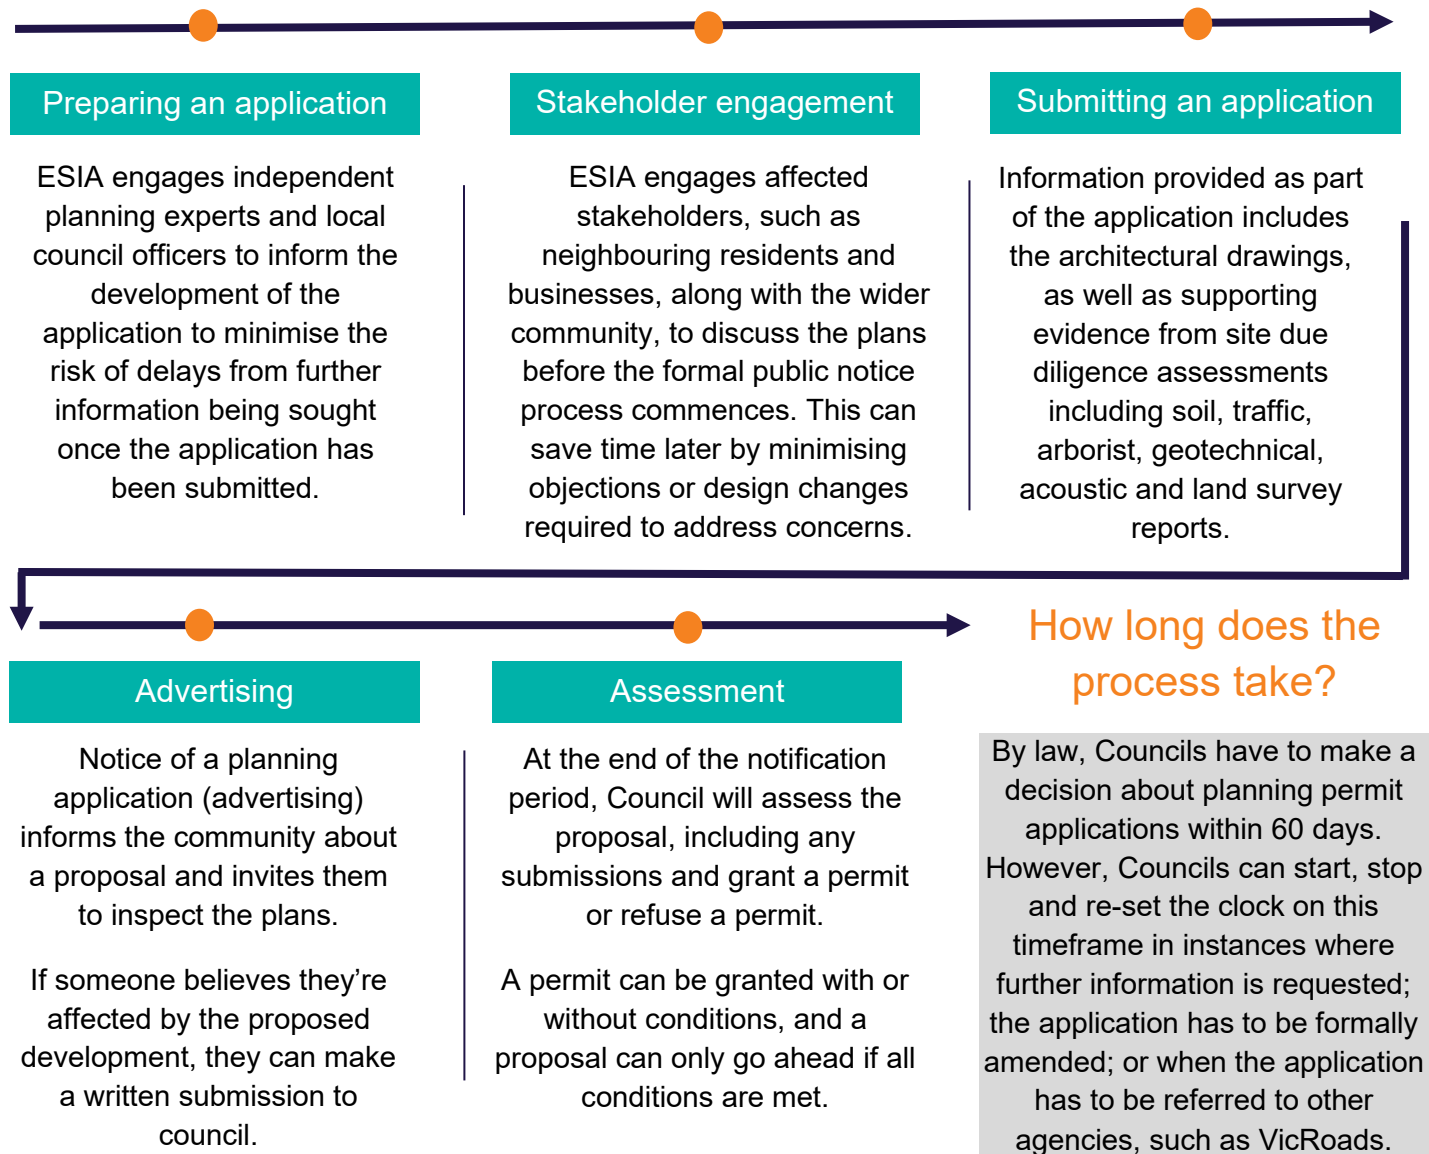 Preparing an application
ESIA engages independent
planning experts and local
council officers to inform the
development of the
application to minimise the
risk of delays from further
information being sought
once the application has
been submitted.
Stakeholder engagement
ESIA engages affected
stakeholders, such as
neighbouring residents and
businesses, along with the wider
community, to discuss the plans
before the formal public notice
process commences. This can
save time later by minimising
objections or design changes
required to address concerns.
Submitting an application
Information provided as part
of the application includes
the architectural drawings,
as well as supporting
evidence from site due
diligence assessments
including soil, traffic,
arborist, geotechnical,
acoustic and land survey
reports.
Advertising
Notice of a planning
application (advertising)
informs the community about
a proposal and invites them
to inspect the plans.
If someone believes they’re
affected by the proposed
development, they can make
a written submission to
council.
Assessment
At the end of the notification
period, Council will assess the
proposal, including any
submissions and grant a permit
or refuse a permit.
A permit can be granted with or
without conditions, and a
proposal can only go ahead if all
conditions are met.
How long does the
process take?
By law, Councils have to make a
decision about planning permit
applications within 60 days.
However, Councils can start, stop
and re-set the clock on this
timeframe in instances where
further information is requested;
the application has to be formally
amended; or when the application
has to be referred to other
agencies, such as VicRoads.